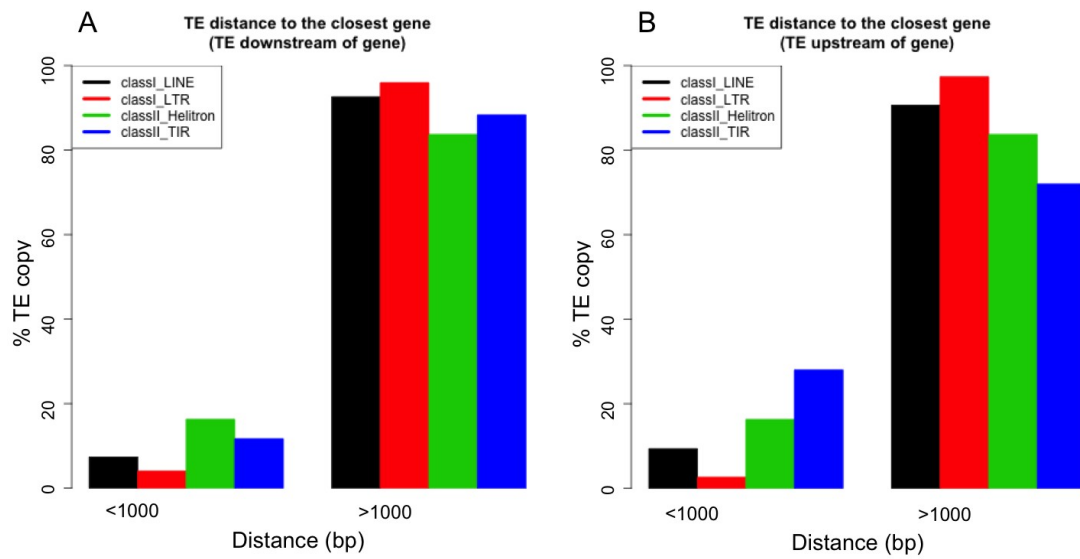 A
TE distance to the closest gene
(TE downstream of gene)
classI_LINE
classI_LTR
classII_Helitron
classII_TIR
% TE copy
0
20
40
60
80
100
<1000
>1000
Distance (bp)
B
TE distance to the closest gene
(TE upstream of gene)
classI_LINE
classI_LTR
classII_Helitron
classII_TIR
% TE copy
0
20
40
60
80
100
<1000
>1000
Distance (bp)